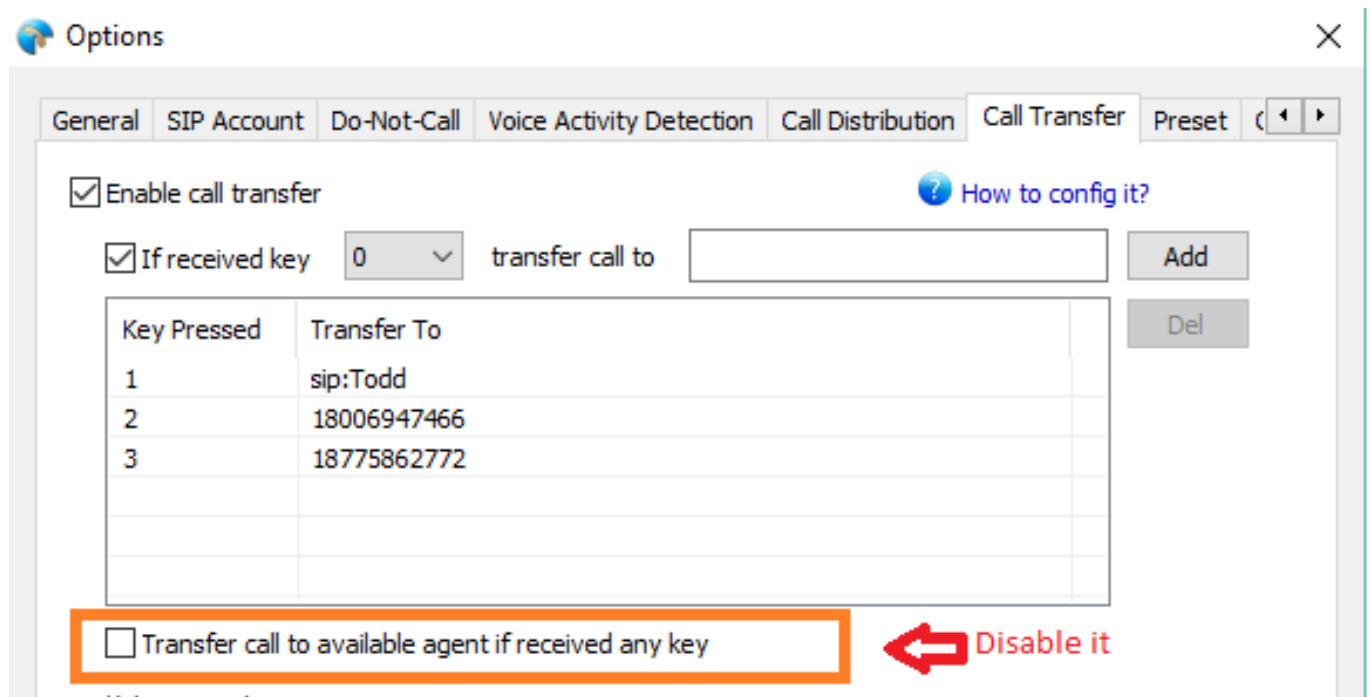 Options
General SIP Account Do-Not-Call Voice Activity Detection Call Distribution Call Transfer Preset
Enable call transfer How to config it?
If received key 0 transfer call to Add
Key Pressed Transfer To Del
1 sip:Todd
2 18006947466
3 18775862772
Transfer call to available agent if received any key Disable it